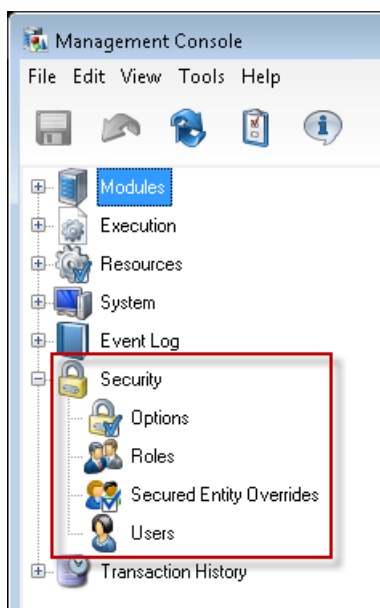 Management Console
File Edit View Tools Help
Modules
Execution
Resources
System
Event Log
Security
Options
Roles
Secured Entity Overrides
Users
Transaction History